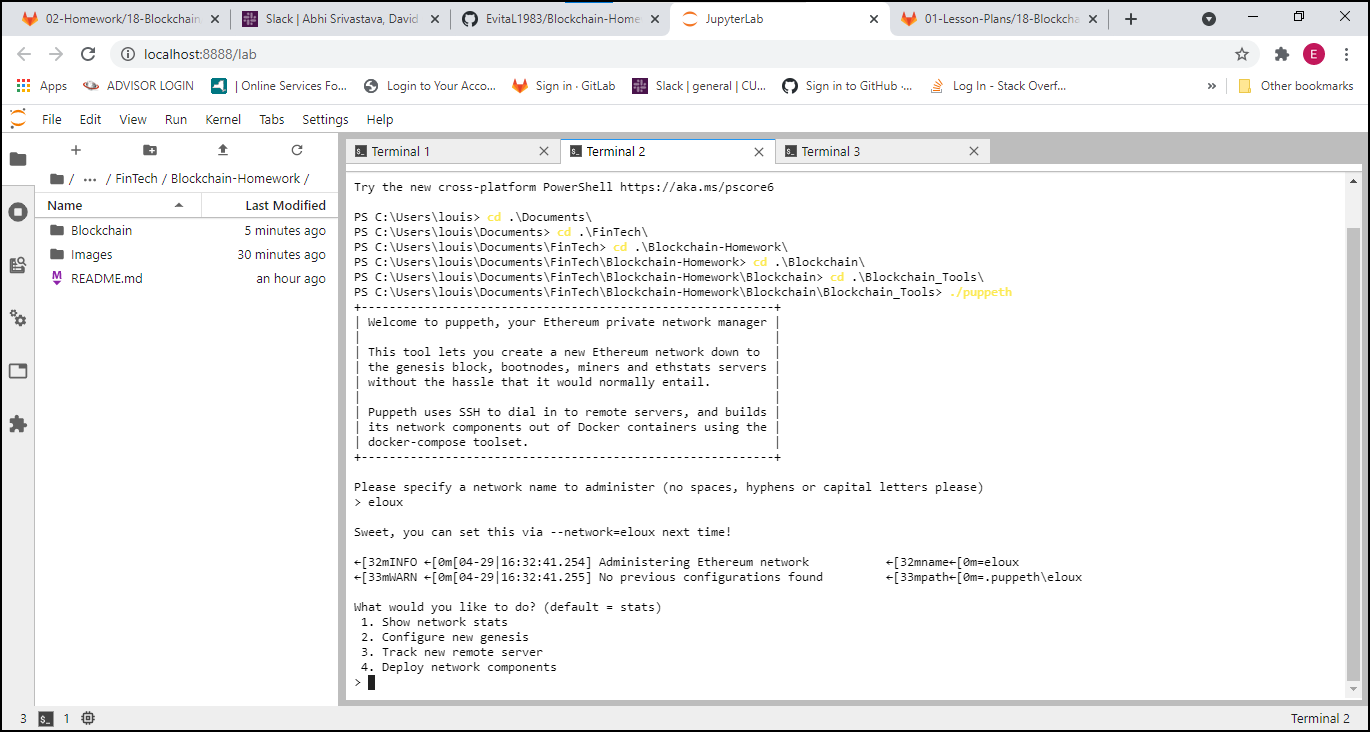 02-Homework/18-Blockchain
Slack | Abhi Srivastava, David
EvitaL1983/Blockchain-Home
JupyterLab
01-Lesson-Plans/18-Blockcha
localhost:8888/lab
E
Apps
ADVISOR LOGIN
| Online Services Fo...
Login to Your Acco...
Sign in · GitLab
Slack | general | CU...
Sign in to GitHub ·...
Log In - Stack Overf...
»
Other bookmarks
File Edit View Run Kernel Tabs Settings Help
Terminal 1
Terminal 2
Terminal 3
/ ... / FinTech / Blockchain-Homework /
Name Last Modified
Blockchain 5 minutes ago
Images 30 minutes ago
README.md an hour ago
Try the new cross-platform PowerShell https://aka.ms/pscore6
PS C:\Users\louis> cd .\Documents\
PS C:\Users\louis\Documents> cd .\FinTech\
PS C:\Users\louis\Documents\FinTech> cd .\Blockchain-Homework\
PS C:\Users\louis\Documents\FinTech\Blockchain-Homework> cd .\Blockchain\
PS C:\Users\louis\Documents\FinTech\Blockchain-Homework\Blockchain> cd .\Blockchain_Tools\
PS C:\Users\louis\Documents\FinTech\Blockchain-Homework\Blockchain\Blockchain_Tools> ./puppeth
+-----------------------------------------------------------+
| Welcome to puppeth, your Ethereum private network manager |
| |
| This tool lets you create a new Ethereum network down to |
| the genesis block, bootnodes, miners and ethstats servers |
| without the hassle that it would normally entail. |
| |
| Puppeth uses SSH to dial in to remote servers, and builds |
| its network components out of Docker containers using the |
| docker-compose toolset. |
+-----------------------------------------------------------+
Please specify a network name to administer (no spaces, hyphens or capital letters please)
> eloux
Sweet, you can set this via --network=eloux next time!
←[32mINFO ←[0m[04-29|16:32:41.254] Administering Ethereum network ←[32mname←[0m=eloux
←[33mWARN ←[0m[04-29|16:32:41.255] No previous configurations found ←[33mpath←[0m=.puppeth\eloux
What would you like to do? (default = stats)
1. Show network stats
2. Configure new genesis
3. Track new remote server
4. Deploy network components
>
3 1
Terminal 2